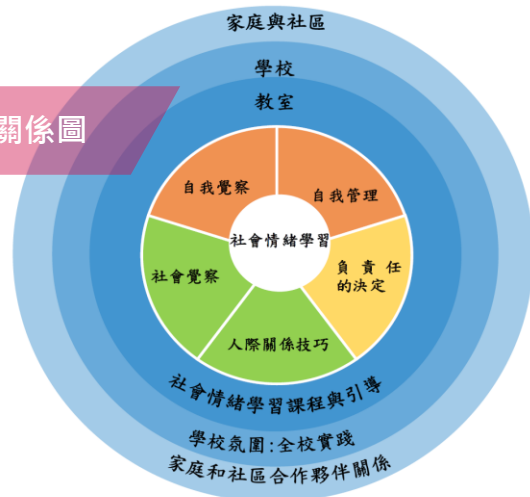 家庭與社區
學校
教室
關係圖
自我覺察
自我管理
社會情緒學習
社會覺察
負責任
的決定
人際關係技巧
社會情緒學習課程與引導
學校氛圍:全校實踐
家庭和社區合作夥伴關係